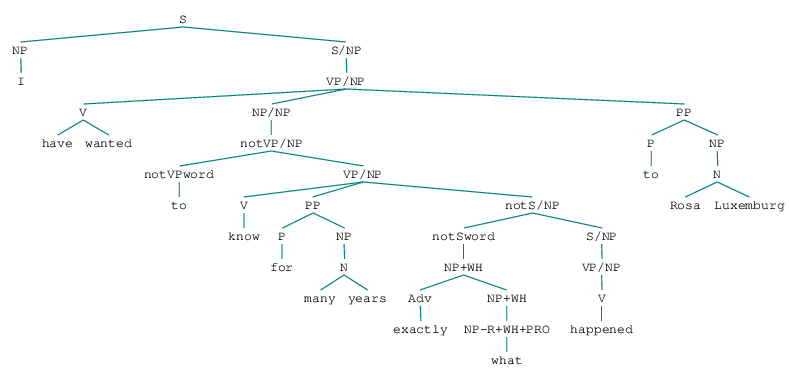 S
NP S/NP
I VP/NP
V NP/NP PP
have wanted notVP/NP P NP
notVPword VP/NP to N
to V PP notS/NP Rosa Luxemburg
know P NP notSword S/NP
for N NP+WH VP/NP
many years Adv NP+WH V
exactly NP-R+WH+PRO happened
what